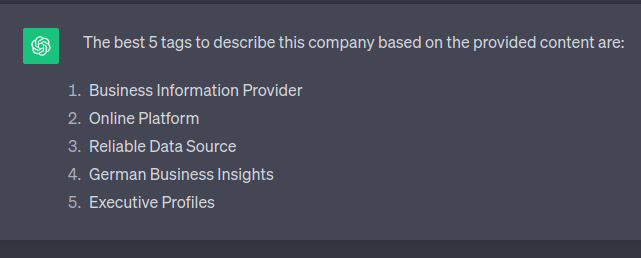 The best 5 tags to describe this company based on the provided content are:
1. Business Information Provider
2. Online Platform
3. Reliable Data Source
4. German Business Insights
5. Executive Profiles